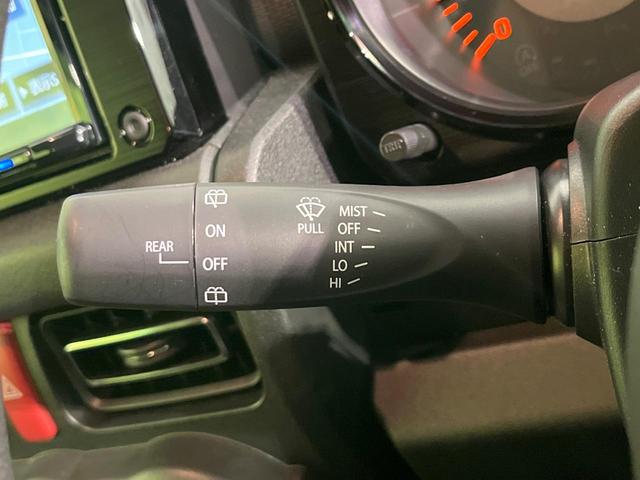 REAR
ON
OFF
PULL
MIST
OFF
INT
LO
HI